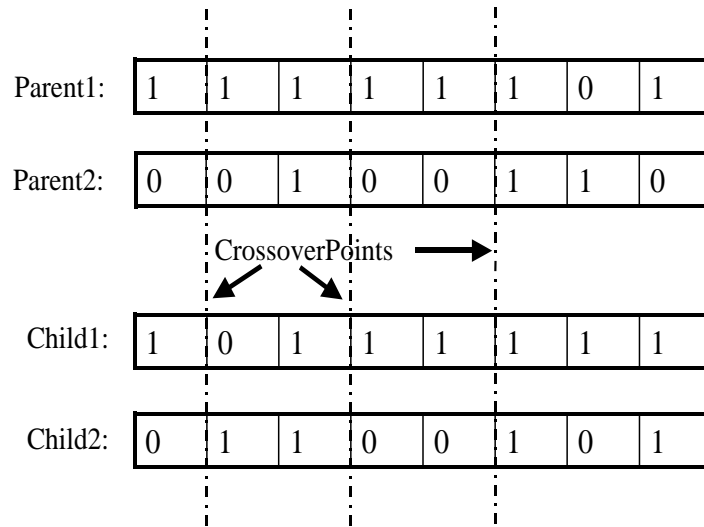 Parent1: 1 1 1 1 1 1 0 1
Parent2: 0 0 1 0 0 1 1 0
CrossoverPoints
Child1: 1 0 1 1 1 1 1 1
Child2: 0 1 1 0 0 1 0 1